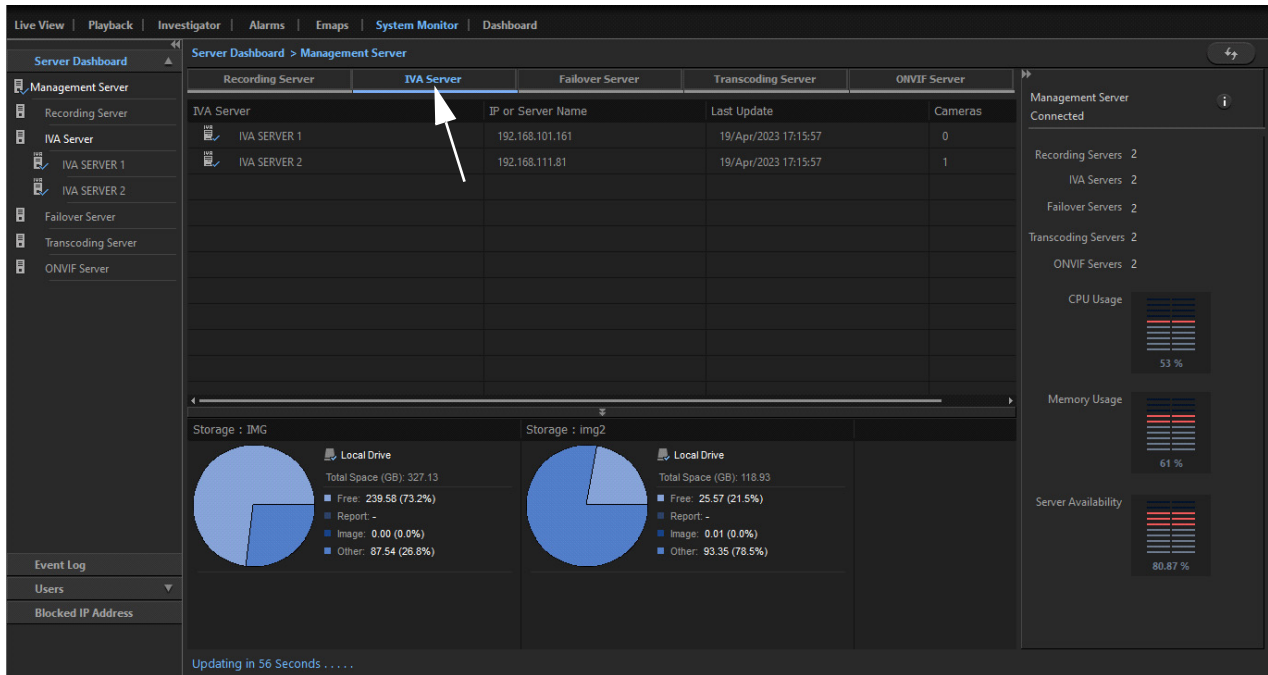 Live View | Playback | Investigator | Alarms | Emaps | System Monitor | Dashboard
Server Dashboard
Management Server
Recording Server
IVA Server
IVA SERVER 1
IVA SERVER 2
Failover Server
Transcoding Server
ONVIF Server
Event Log
Users
Blocked IP Address
Server Dashboard > Management Server
Recording Server IVA Server Failover Server Transcoding Server ONVIF Server
IVA Server IP or Server Name Last Update Cameras
IVA SERVER 1 192.168.101.161 19/Apr/2023 17:15:57 0
IVA SERVER 2 192.168.111.81 19/Apr/2023 17:15:57 1
Storage : IMG
Local Drive
Total Space (GB): 327.13
Free: 239.58 (73.2%)
Report: -
Image: 0.00 (0.0%)
Other: 87.54 (26.8%)
Storage : img2
Local Drive
Total Space (GB): 118.93
Free: 25.57 (21.5%)
Report: -
Image: 0.01 (0.0%)
Other: 93.35 (78.5%)
Updating in 56 Seconds . . . . .
Management Server
Connected
Recording Servers 2
IVA Servers 2
Failover Servers 2
Transcoding Servers 2
ONVIF Servers 2
CPU Usage
53 %
Memory Usage
61 %
Server Availability
80.87 %